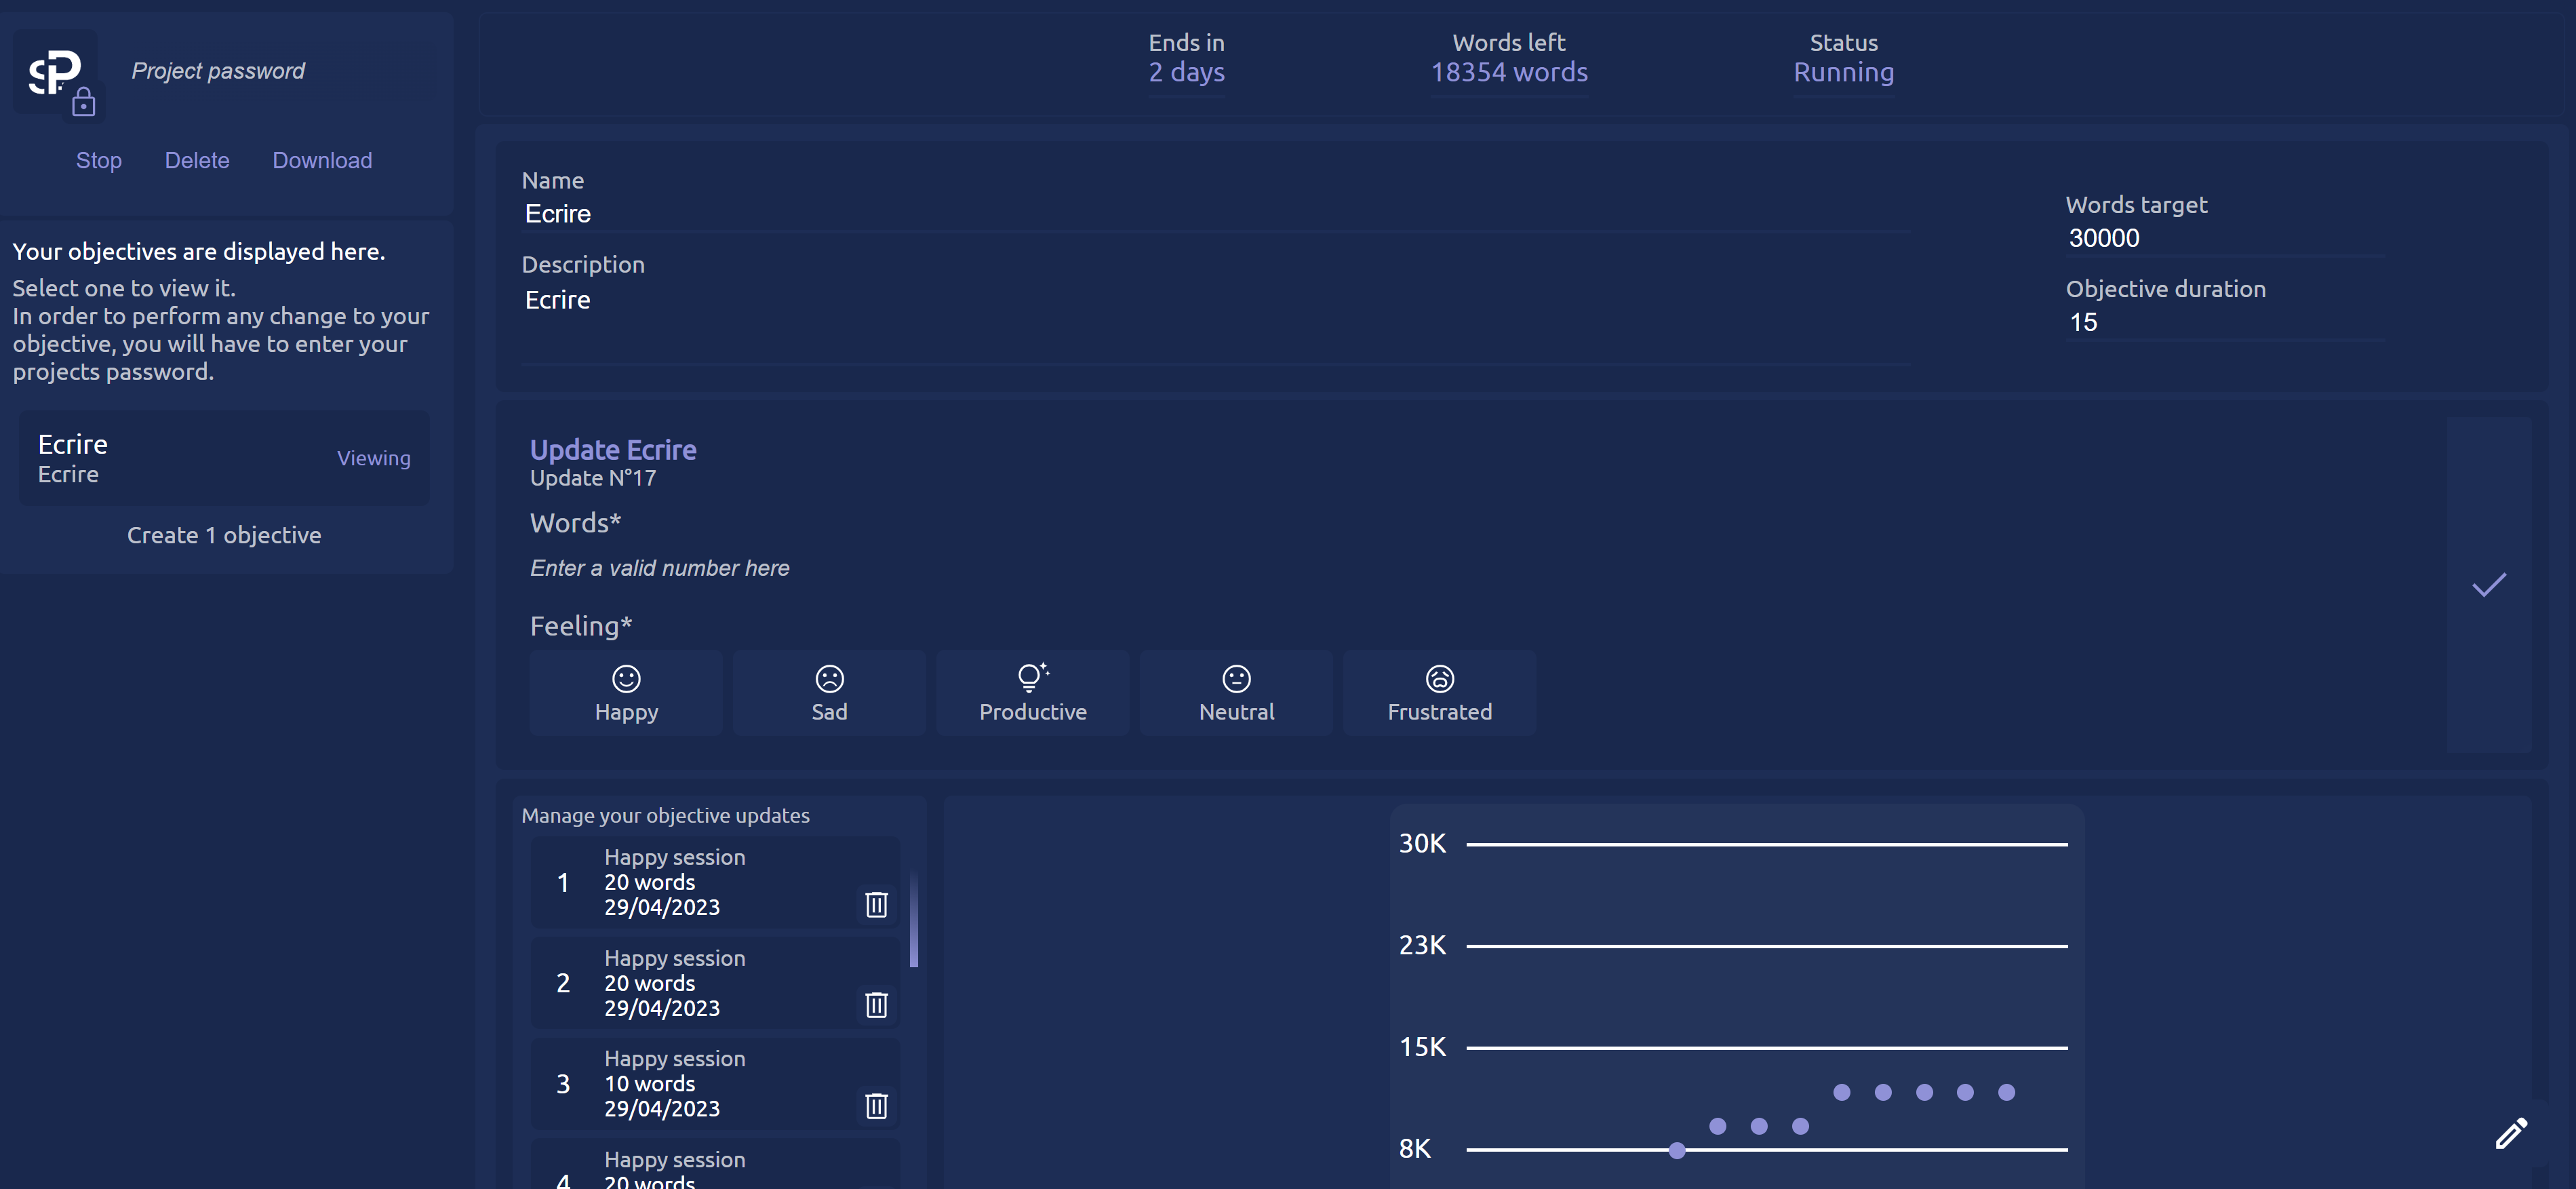 sP
Project password
Stop Delete Download
Your objectives are displayed here.
Select one to view it.
In order to perform any change to your
objective, you will have to enter your
projects password.
Ecrire
Ecrire
Viewing
Create 1 objective
Ends in
2 days
Words left
18354 words
Status
Running
Name
Ecrire
Description
Ecrire
Words target
30000
Objective duration
15
Update Ecrire
Update N°17
Words*
Enter a valid number here
Feeling*
Happy Sad Productive Neutral Frustrated
Manage your objective updates
1
Happy session
20 words
29/04/2023
2
Happy session
20 words
29/04/2023
3
Happy session
10 words
29/04/2023
4
Happy session
20 words
30K
23K
15K
8K